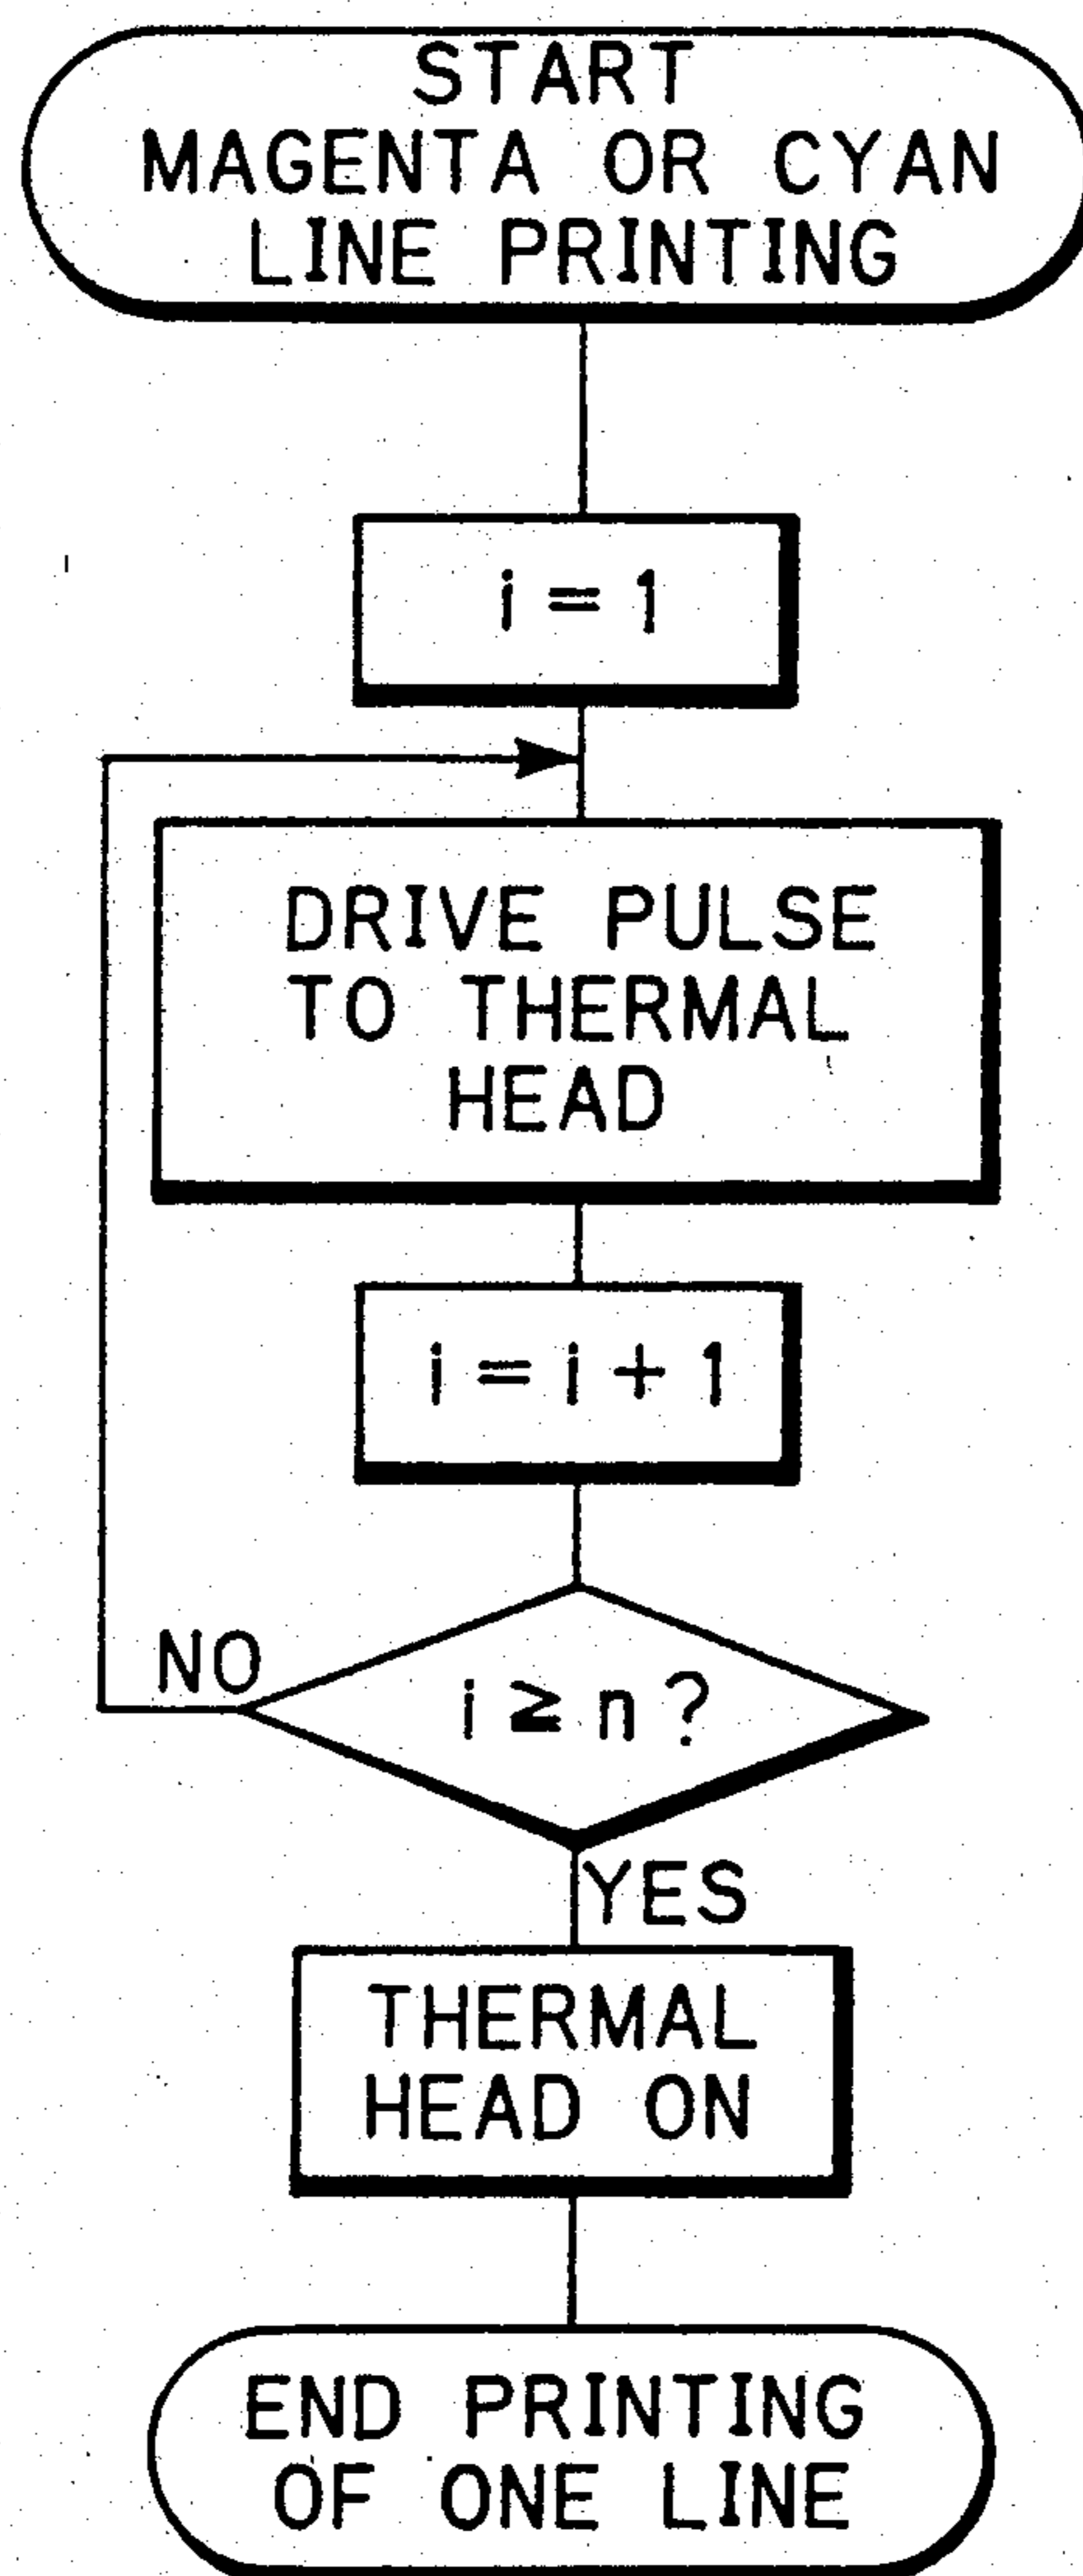 START
MAGENTA OR CYAN
LINE PRINTING
i = 1
DRIVE PULSE
TO THERMAL
HEAD
i = i + 1
i ≥ n ?
NO
YES
THERMAL
HEAD ON
END PRINTING
OF ONE LINE